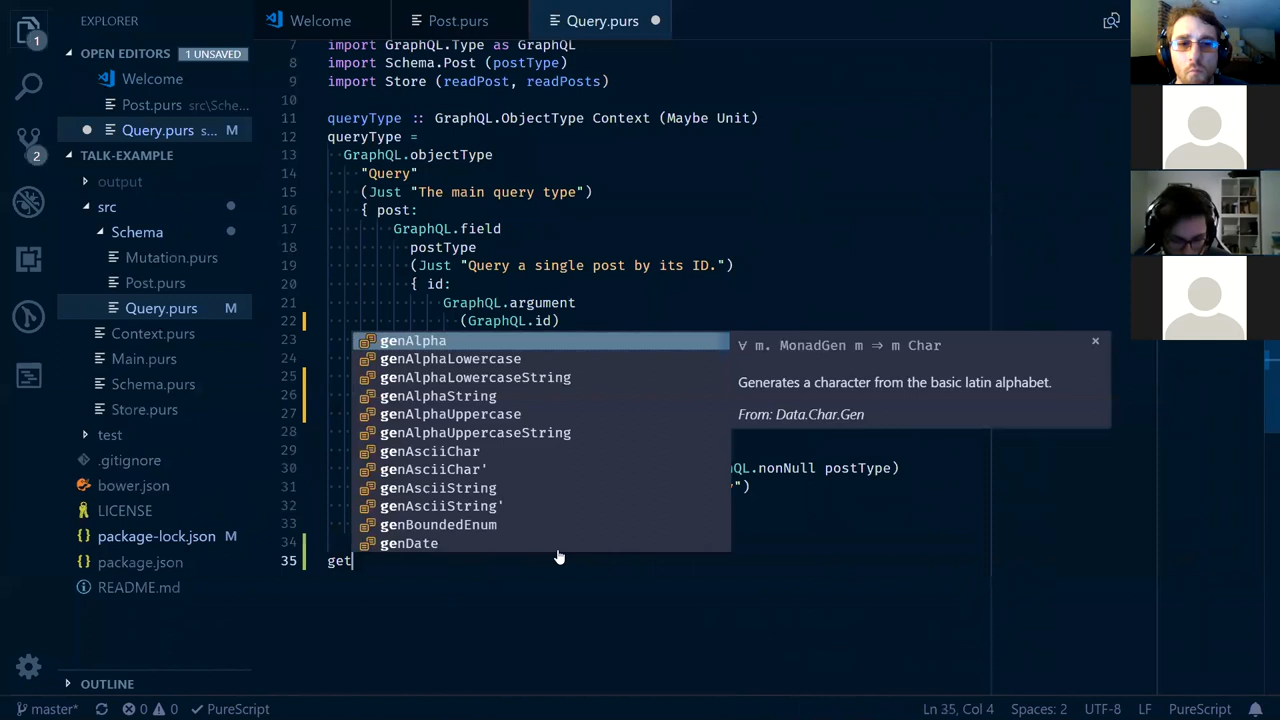 EXPLORER
OPEN EDITORS 1 UNSAVED
Welcome
Post.purs src\Sche...
Query.purs s... M
TALK-EXAMPLE
output
src
Schema
Mutation.purs
Post.purs
Query.purs M
Context.purs
Main.purs
Schema.purs
Store.purs
test
.gitignore
bower.json
LICENSE
package-lock.json M
package.json
README.md
OUTLINE
1
2
Welcome
Post.purs
Query.purs
7 import GraphQL.Type as GraphQL
8 import Schema.Post (postType)
9 import Store (readPost, readPosts)
10
11 queryType :: GraphQL.ObjectType Context (Maybe Unit)
12 queryType =
13 GraphQL.objectType
14 "Query"
15 (Just "The main query type")
16 { post:
17 GraphQL.field
18 postType
19 (Just "Query a single post by its ID.")
20 { id:
21 GraphQL.argument
22 (GraphQL.id)
23
24
25
26
27
28
29
30 QL.nonNull postType)
31 ")
32
33
34
35 get
genAlpha
genAlphaLowercase
genAlphaLowercaseString
genAlphaString
genAlphaUppercase
genAlphaUppercaseString
genAsciiChar
genAsciiChar'
genAsciiString
genAsciiString'
genBoundedEnum
genDate
∀ m. MonadGen m ⇒ m Char
Generates a character from the basic latin alphabet.
From: Data.Char.Gen
master* 0 0 PureScript Ln 35, Col 4 Spaces: 2 UTF-8 LF PureScript